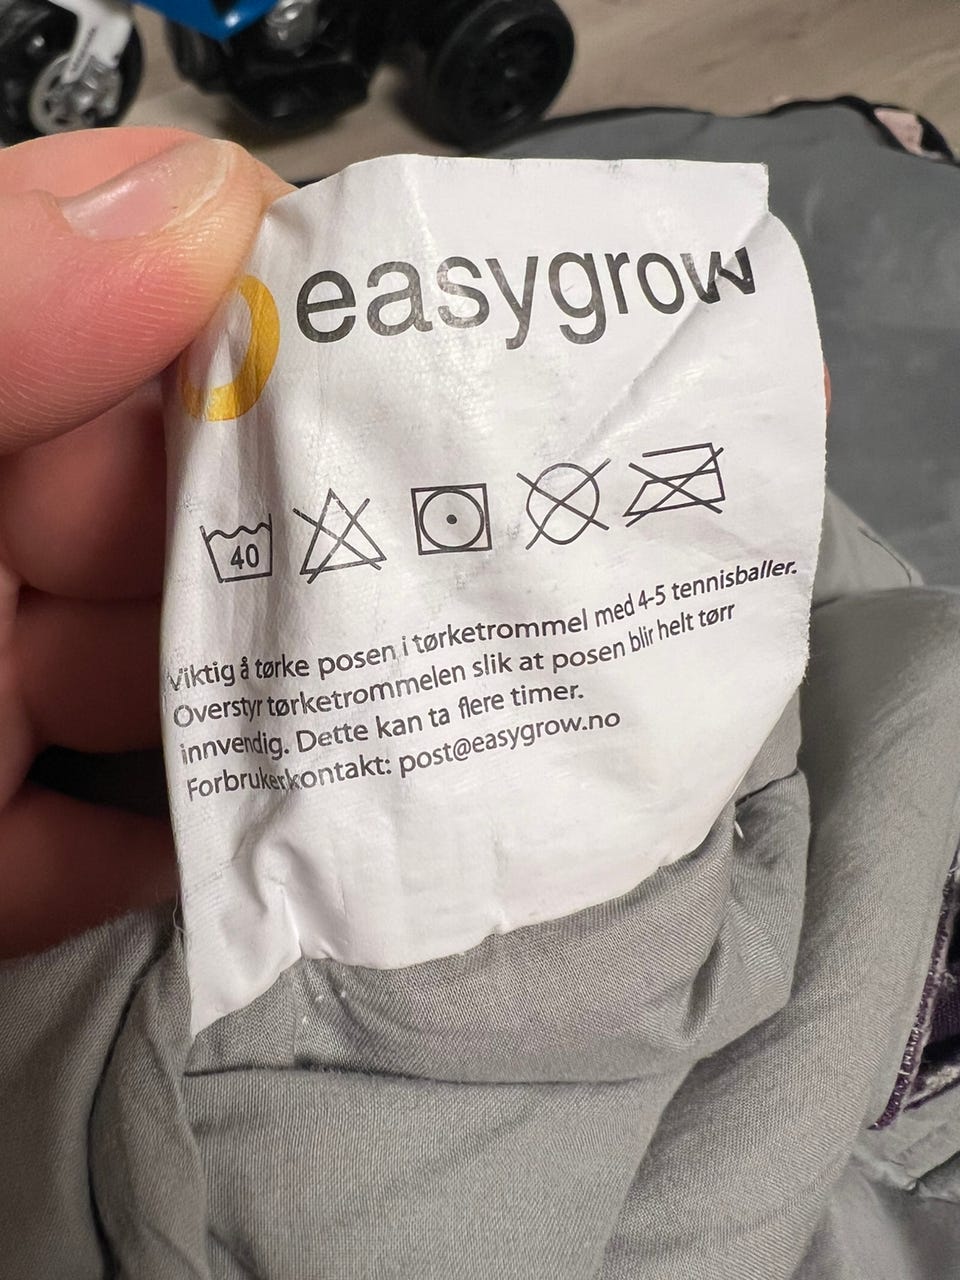 easygrow
40
Viktig å tørke posen i tørketrommel med 4-5 tennisballer.
Overstyr tørketrommelen slik at posen blir helt tørr
innvendig. Dette kan ta flere timer.
Forbrukerkontakt: post@easygrow.no